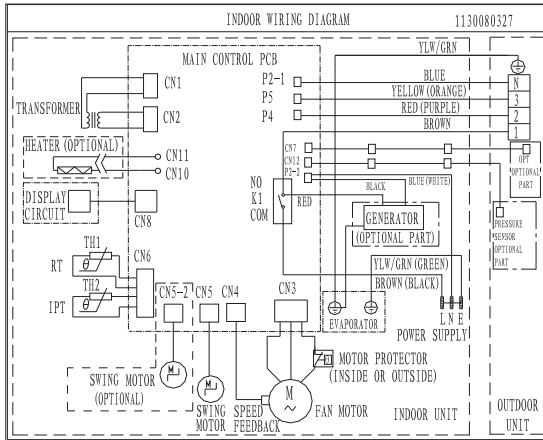 INDOOR WIRING DIAGRAM
1130080327
MAIN CONTROL PCB
YLW/GRN
P2-1
BLUE
N
P5
YELLOW(ORANGE)
3
P4
RED(PURPLE)
2
BROWN
1
CN1
TRANSFORMER
CN2
HEATER(OPTIONAL)
CN11
CN10
CN7
CN12
P2-2
OPT
OPTIONAL
PART
BLUE(WHITE)
BLACK
DISPLAY
CIRCUIT
CN8
NO
K1
COM
RED
GENERATOR
(OPTIONAL PART)
PRESSURE
SENSOR
OPTIONAL
PART
TH1
RT
CN6
TH2
IPT
YLW/GRN(GREEN)
BROWN(BLACK)
CN5-2
CN5
CN4
CN3
EVAPORATOR
L N E
POWER SUPPLY
M
SWING MOTOR
(OPTIONAL)
M
SWING
MOTOR
SPEED
FEEDBACK
M
~
FAN MOTOR
MOTOR PROTECTOR
(INSIDE OR OUTSIDE)
INDOOR UNIT
OUTDOOR
UNIT